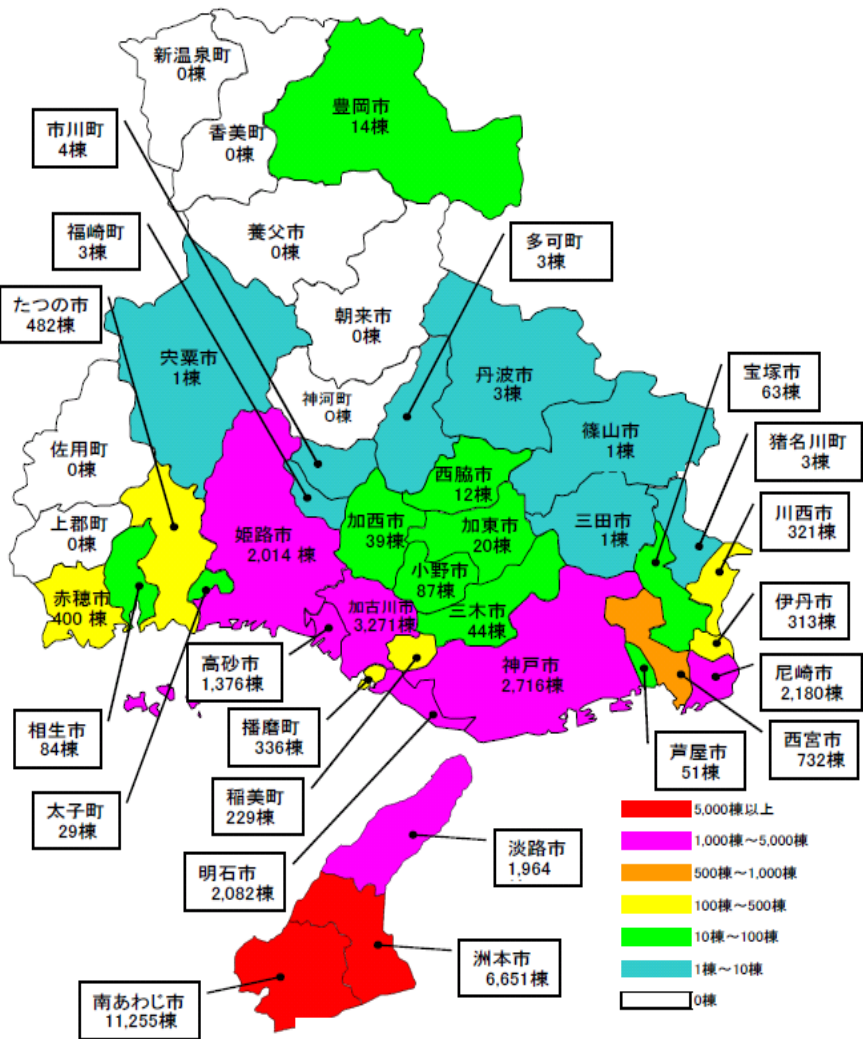 新温泉町
0棟
豊岡市
14棟
香美町
0棟
市川町
4棟
養父市
0棟
福崎町
3棟
多可町
3棟
たつの市
482棟
朝来市
0棟
宍粟市
1棟
丹波市
3棟
宝塚市
63棟
神河町
0棟
篠山市
1棟
猪名川町
3棟
佐用町
0棟
西脇市
12棟
川西市
321棟
上郡町
0棟
姫路市
2,014 棟
加西市
39棟
加東市
20棟
三田市
1棟
小野市
87棟
赤穂市
400 棟
加古川市
3,271棟
三木市
44棟
伊丹市
313棟
高砂市
1,376棟
神戸市
2,716棟
尼崎市
2,180棟
相生市
84棟
播磨町
336棟
芦屋市
51棟
西宮市
732棟
太子町
29棟
稲美町
229棟
明石市
2,082棟
淡路市
1,964
洲本市
6,651棟
南あわじ市
11,255棟
5,000棟以上
1,000棟～5,000棟
500棟～1,000棟
100棟～500棟
10棟～100棟
1棟～10棟
0棟